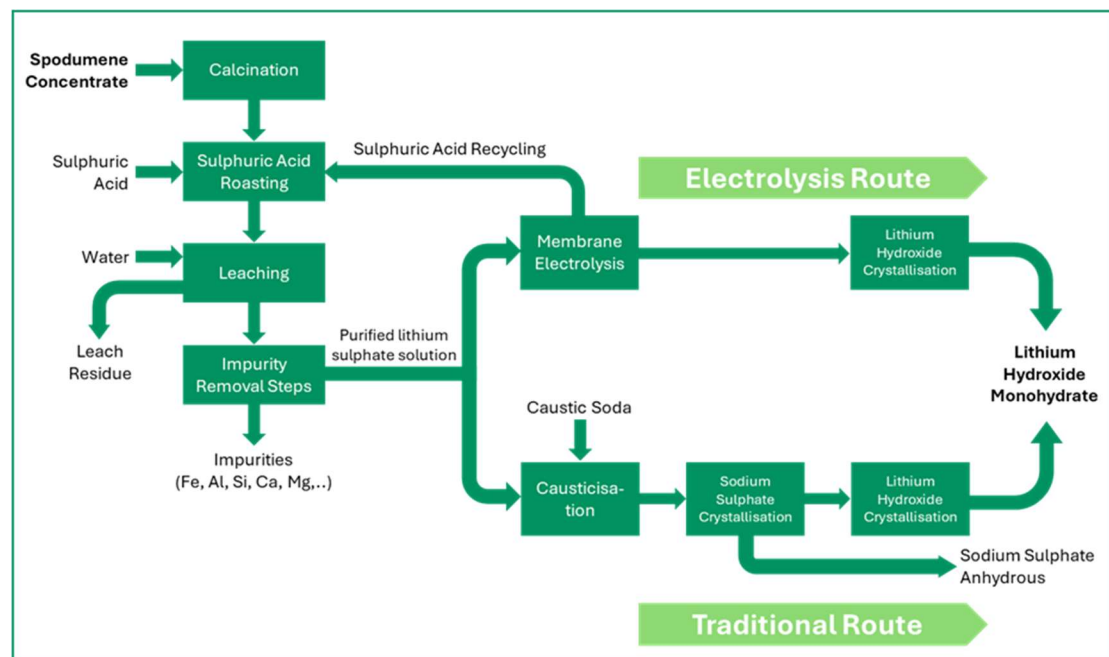 Spodumene
Concentrate
Calcination
Sulphuric
Acid
Sulphuric Acid
Roasting
Sulphuric Acid Recycling
Electrolysis Route
Water
Leaching
Membrane
Electrolysis
Lithium
Hydroxide
Crystallisation
Leach
Residue
Impurity
Removal Steps
Purified lithium
sulphate solution
Lithium
Hydroxide
Monohydrate
Impurities
(Fe, Al, Si, Ca, Mg,..)
Caustic Soda
Causticisa-
tion
Sodium
Sulphate
Crystallisation
Lithium
Hydroxide
Crystallisation
Sodium Sulphate
Anhydrous
Traditional Route